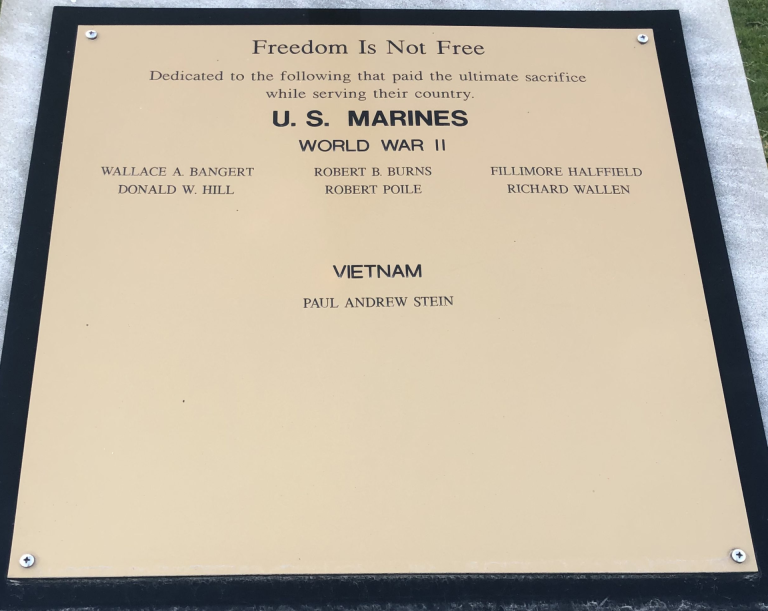 Freedom Is Not Free
Dedicated to the following that paid the ultimate sacrifice
while serving their country.
U. S. MARINES
WORLD WAR II
WALLACE A. BANGERT ROBERT B. BURNS FILLIMORE HALFFIELD
DONALD W. HILL ROBERT POILE RICHARD WALLEN
VIETNAM
PAUL ANDREW STEIN